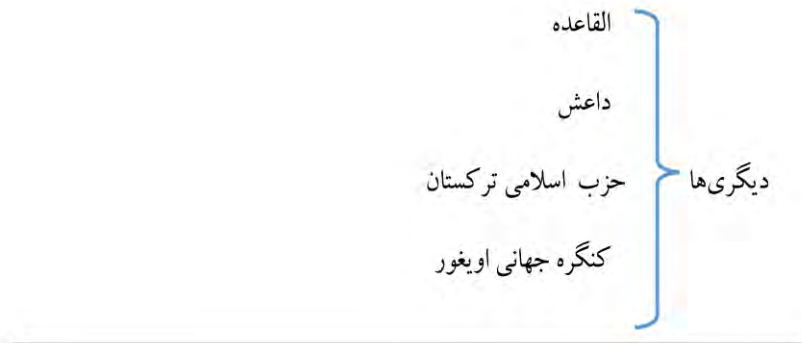 القاعده
داعش
دیگری‌ها
حزب اسلامی ترکستان
کنگره جهانی اویغور